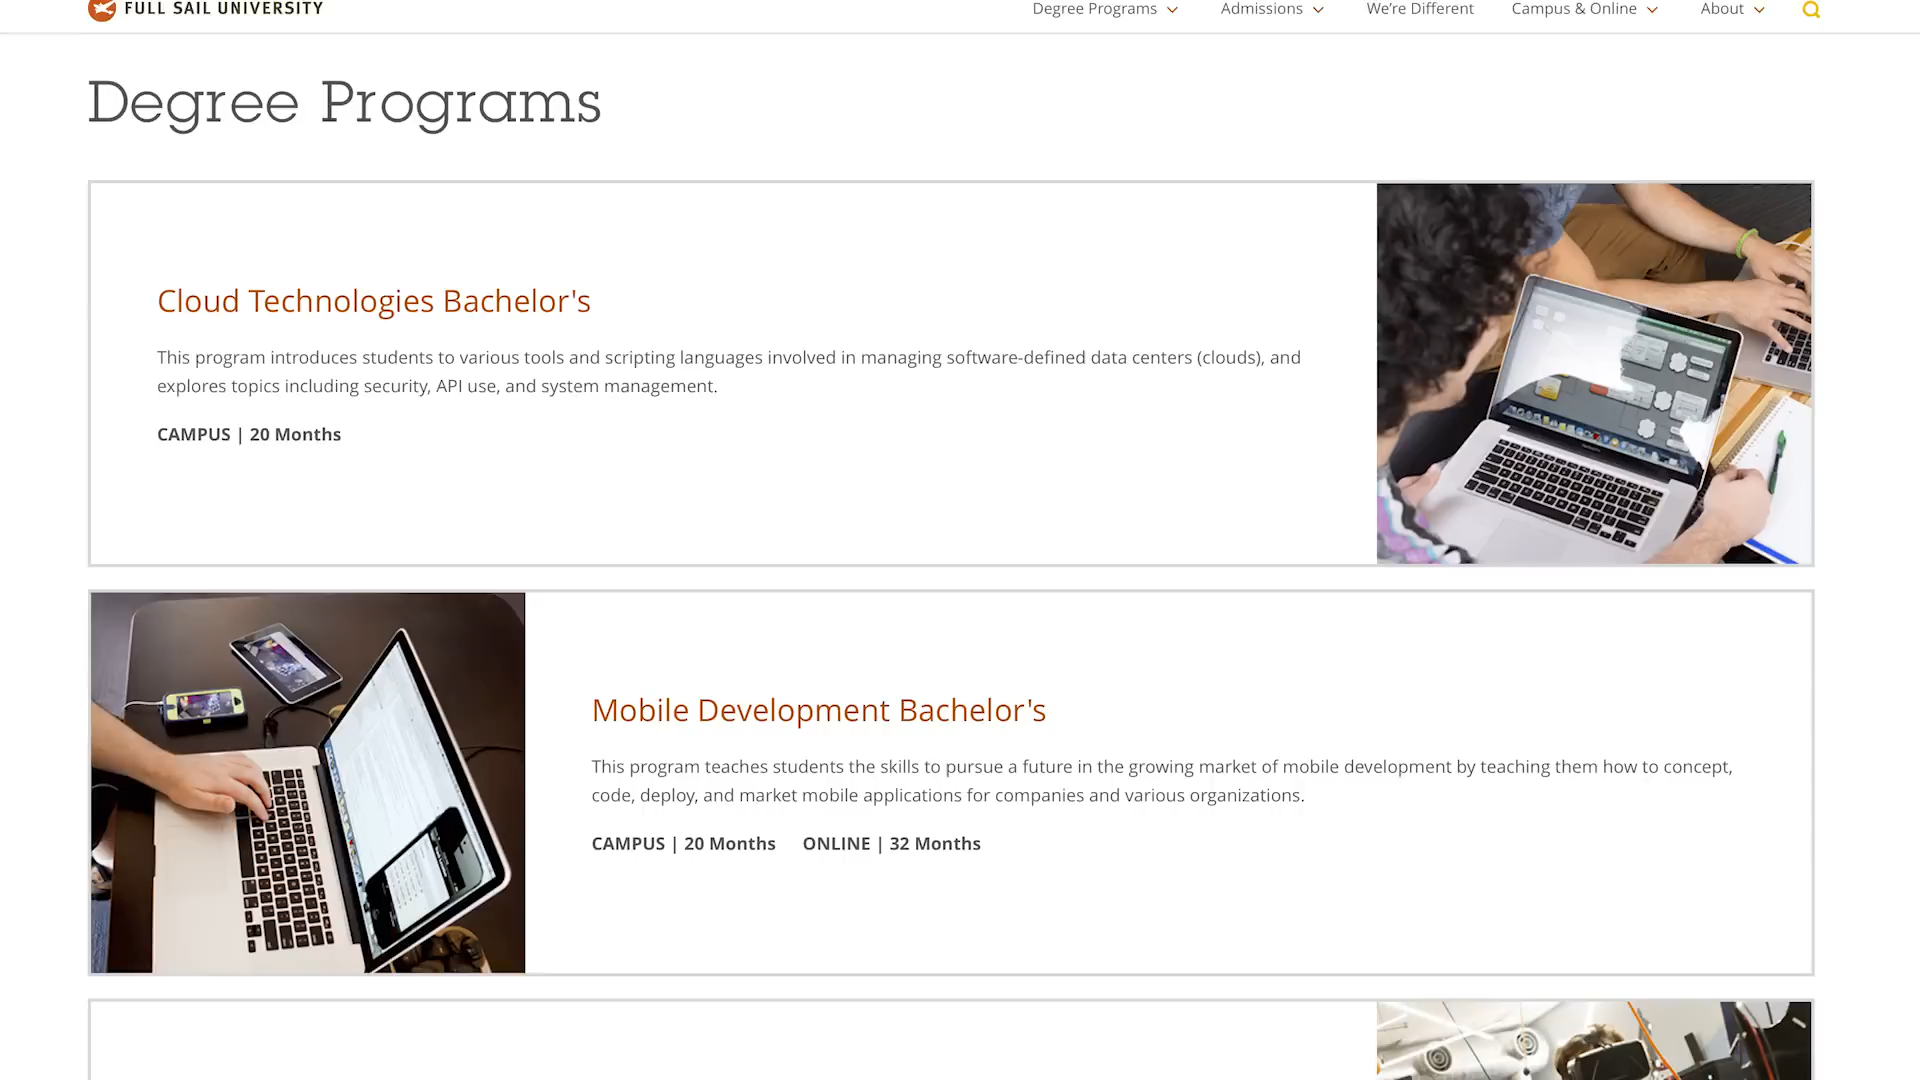 FULL SAIL UNIVERSITY
Degree Programs
Admissions
We're Different
Campus & Online
About
Degree Programs
Cloud Technologies Bachelor's
This program introduces students to various tools and scripting languages involved in managing software-defined data centers (clouds), and
explores topics including security, API use, and system management.
CAMPUS | 20 Months
Mobile Development Bachelor's
This program teaches students the skills to pursue a future in the growing market of mobile development by teaching them how to concept,
code, deploy, and market mobile applications for companies and various organizations.
CAMPUS | 20 Months ONLINE | 32 Months